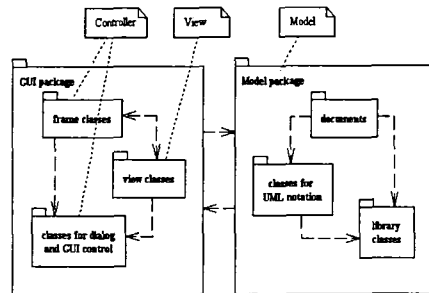 Controller
View
Model
GUI package
Model package
frame classes
documents
view classes
classes for
UML notation
classes for dialog
and GUI control
library
classes